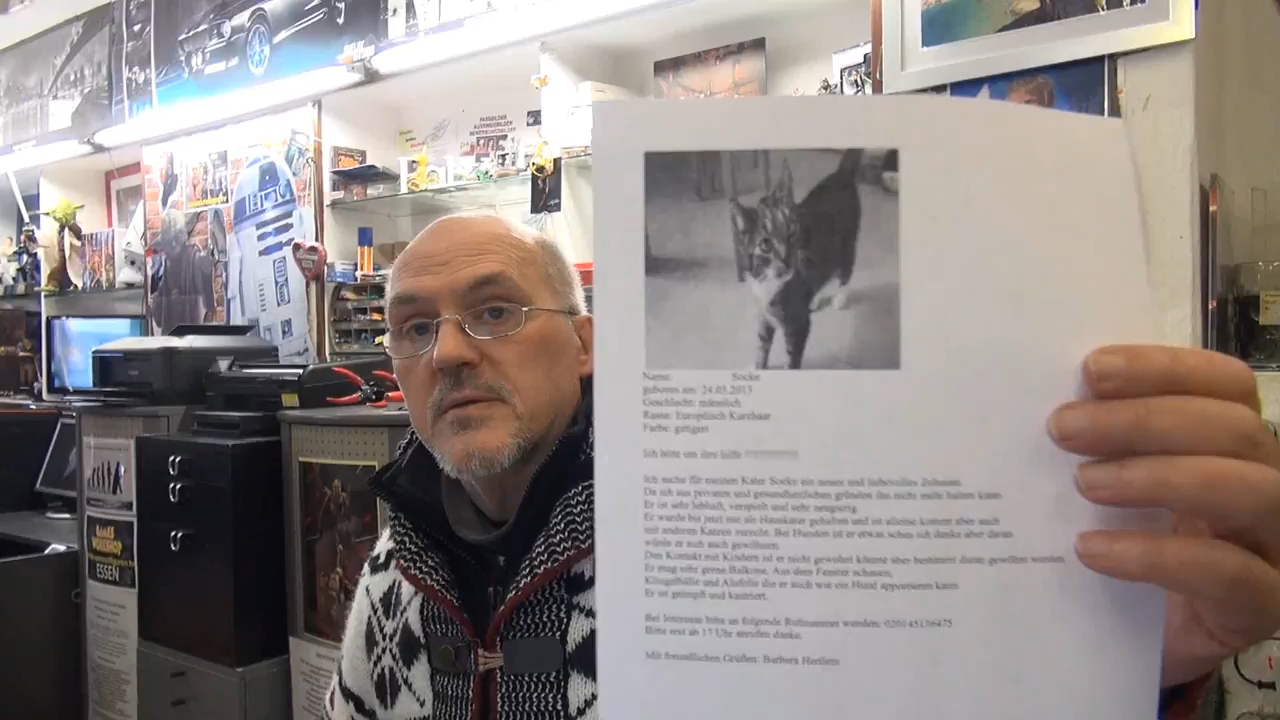 PASSBILDER
AUSWEISBILDER
BEWERBUNGSBILDER
GAMES
WORKSHOP
ESSEN
Name: Socke
geboren am: 24.03.2013
Geschlecht: männlich
Rasse: Europäisch Kurzhaar
Farbe: getigert
Ich bitte um ihre hilfe
Ich suche für meinen Kater Socke ein neues und liebevolles Zuhause.
Da ich aus privaten und gesundheitlichen gründen ihn nicht mehr halten kann.
Er ist sehr lebhaft, verspielt und sehr neugierig.
Er wurde bis jetzt nur als Hauskater gehalten und ist alleine kommt aber auch
mit anderen Katzen zurecht. Bei Hunden ist er etwas scheu ich denke aber daran
würde er sich auch gewöhnen.
Den Kontakt mit Kindern ist er nicht gewohnt könnte aber bestimmt daran gewöhnt werden.
Er mag sehr gerne Balkone, Aus dem Fenster schauen,
Klingelbälle und Alufolie die er auch wie ein Hund apportieren kann.
Er ist geimpft und kastriert.
Bei Interesse bitte an folgende Rufnummer wenden: 0201 45136475
Bitte erst ab 17 Uhr anrufen danke.
Mit freundlichen Grüßen: Barbara